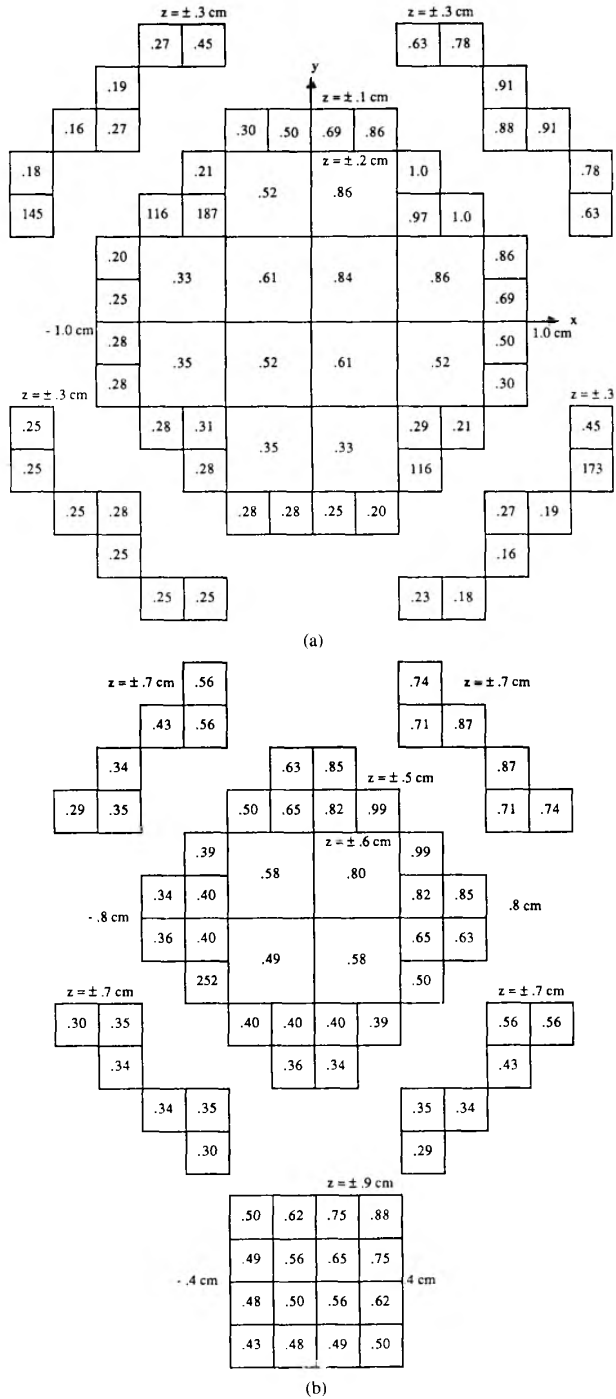 z = ± .3 cm
z = ± .3 cm
.27 .45
.63 .78
y
.19
.91
z = ± .1 cm
.16 .27
.30 .50 .69 .86
.88 .91
z = ± .2 cm
.18
.21
.52
.86
1.0
.78
145
116 187
.97 1.0
.63
.20
.86
.33 .61 .84 .86
.25
.69
- 1.0 cm
1.0 cm
x
.28
.50
.35 .52 .61 .52
.28
.30
z = ± .3 cm
z = ± .3
.25
.28 .31
.29 .21
.45
.35 .33
.25
.28
116
173
.25 .28
.28 .28 .25 .20
.27 .19
.25
.16
.25 .25
.23 .18
(a)
z = ± .7 cm
.56
.74
z = ± .7 cm
.43 .56
.71 .87
.34
.63 .85
.87
z = ± .5 cm
.29 .35
.50 .65 .82 .99
.71 .74
z = ± .6 cm
.39
.58 .80
.99
.34 .40
.82 .85
- .8 cm
.8 cm
.36 .40
.65 .63
.49 .58
252
.50
z = ± .7 cm
z = ± .7 cm
.30 .35
.40 .40 .40 .39
.56 .56
.34
.36 .34
.43
.34 .35
.35 .34
.30
.29
z = ± .9 cm
.50 .62 .75 .88
.49 .56 .65 .75
- .4 cm
4 cm
.48 .50 .56 .62
.43 .48 .49 .50
(b)